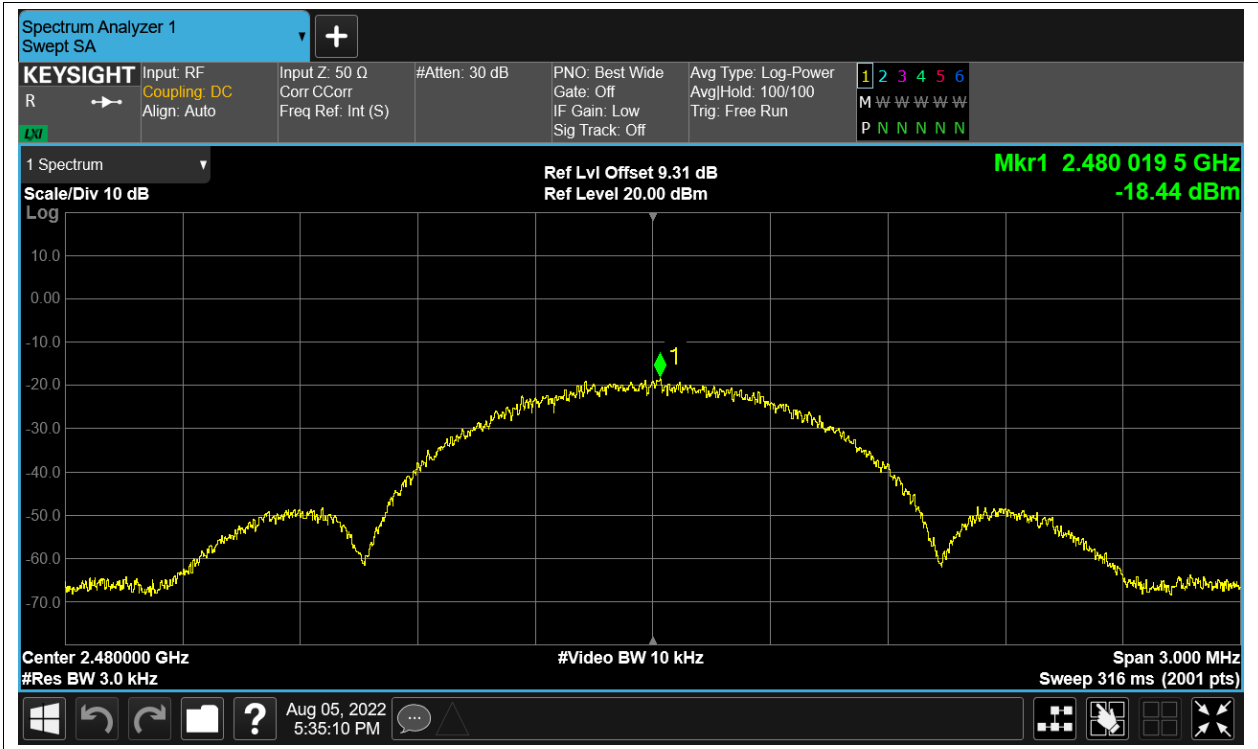 Spectrum Analyzer 1
Swept SA
+
KEYSIGHT
R
LXI
Input: RF
Coupling: DC
Align: Auto
Input Z: 50 Ω
Corr CCorr
Freq Ref: Int (S)
#Atten: 30 dB
PNO: Best Wide
Gate: Off
IF Gain: Low
Sig Track: Off
Avg Type: Log-Power
Avg|Hold: 100/100
Trig: Free Run
1 2 3 4 5 6
M W W W W W W
P N N N N N N
1 Spectrum
Scale/Div 10 dB
Log
Ref Lvl Offset 9.31 dB
Ref Level 20.00 dBm
Mkr1 2.480 019 5 GHz
-18.44 dBm
10.0
0.00
-10.0
1
-20.0
-30.0
-40.0
-50.0
-60.0
-70.0
Center 2.480000 GHz
#Video BW 10 kHz
Span 3.000 MHz
#Res BW 3.0 kHz
Sweep 316 ms (2001 pts)
?
Aug 05, 2022
5:35:10 PM